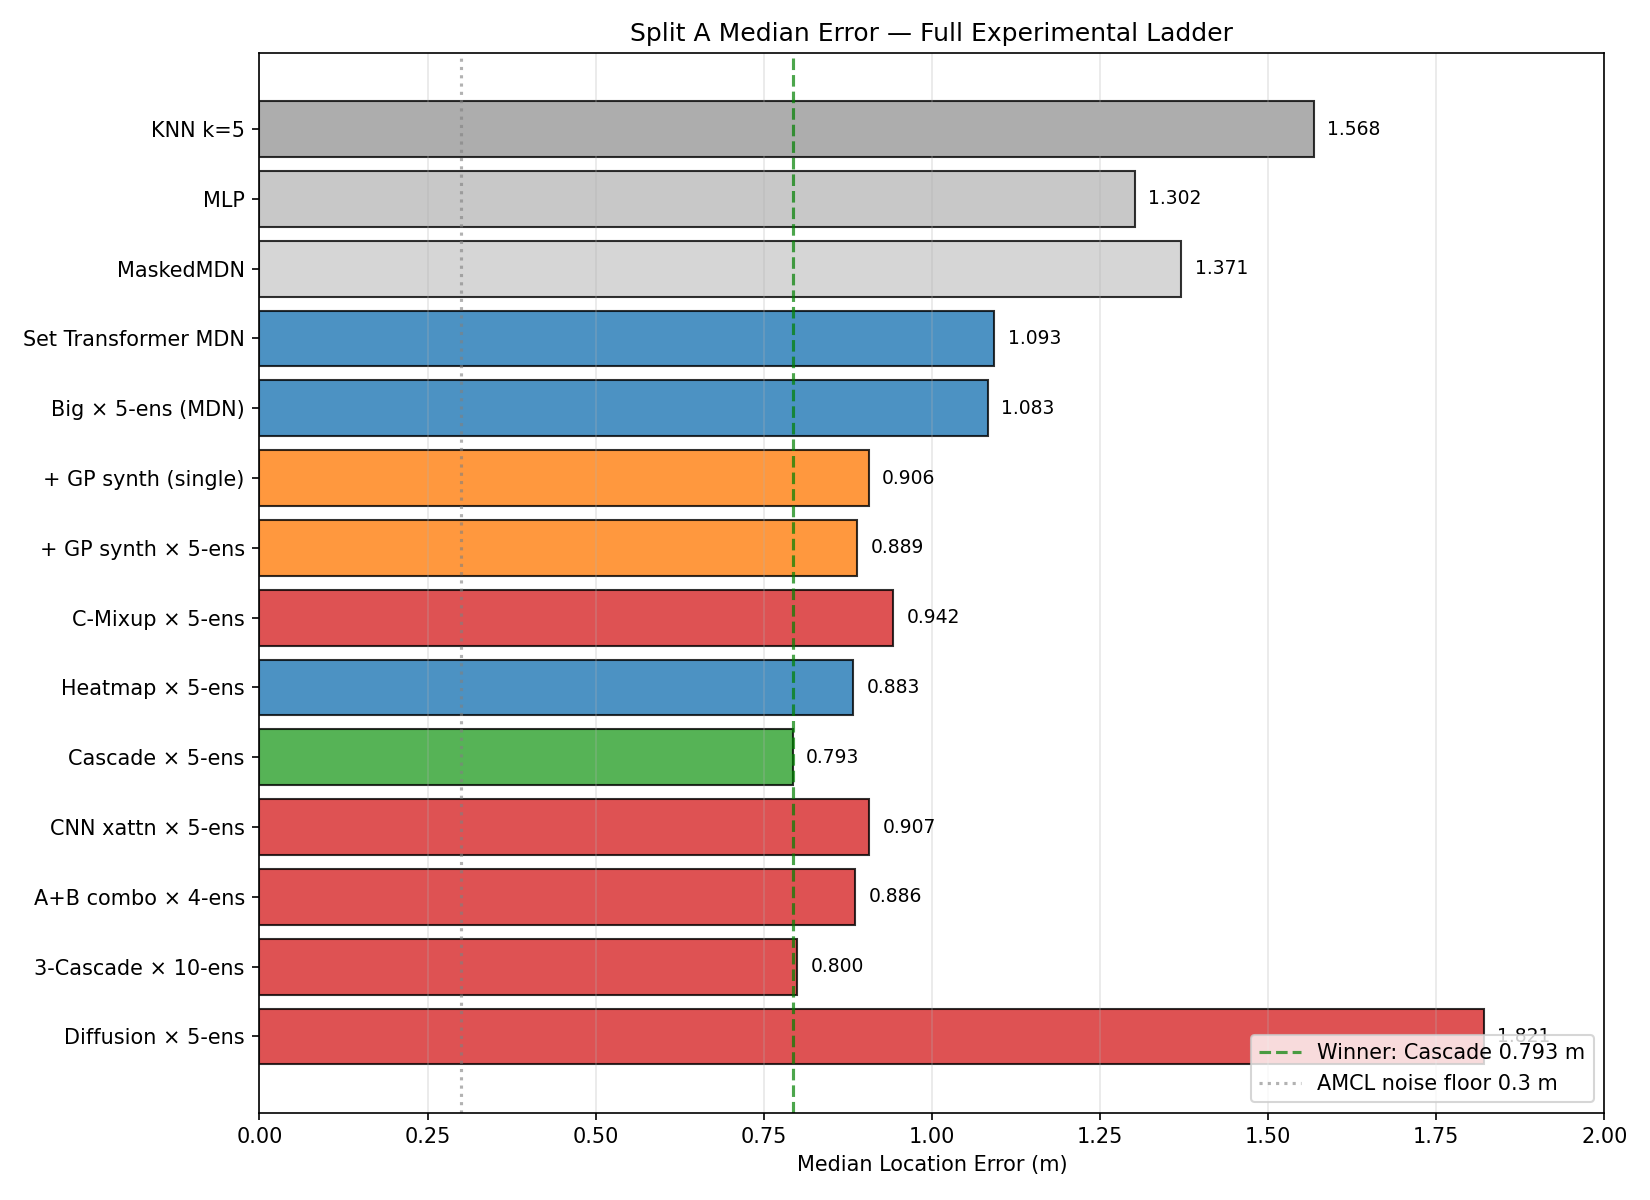 Split A Median Error — Full Experimental Ladder
KNN k=5 1.568
MLP 1.302
MaskedMDN 1.371
Set Transformer MDN 1.093
Big × 5-ens (MDN) 1.083
+ GP synth (single) 0.906
+ GP synth × 5-ens 0.889
C-Mixup × 5-ens 0.942
Heatmap × 5-ens 0.883
Cascade × 5-ens 0.793
CNN xattn × 5-ens 0.907
A+B combo × 4-ens 0.886
3-Cascade × 10-ens 0.800
Diffusion × 5-ens 1.821
Winner: Cascade 0.793 m
AMCL noise floor 0.3 m
0.00 0.25 0.50 0.75 1.00 1.25 1.50 1.75 2.00
Median Location Error (m)